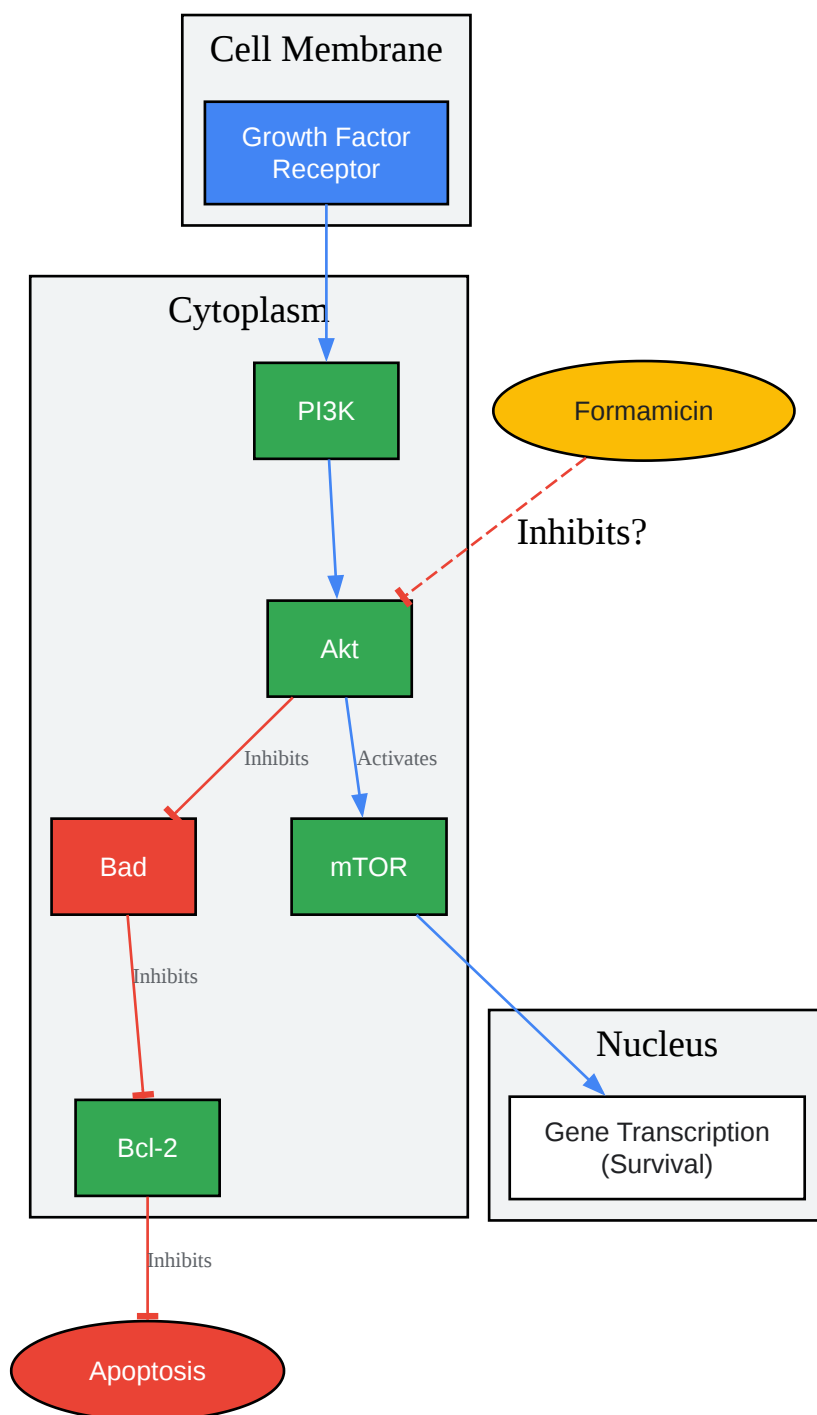 Cell Membrane
Growth Factor
Receptor
Cytoplasm
PI3K
Formamicin
Inhibits?
Akt
Inhibits
Activates
Bad
mTOR
Inhibits
Nucleus
Gene Transcription
(Survival)
Bcl-2
Inhibits
Apoptosis